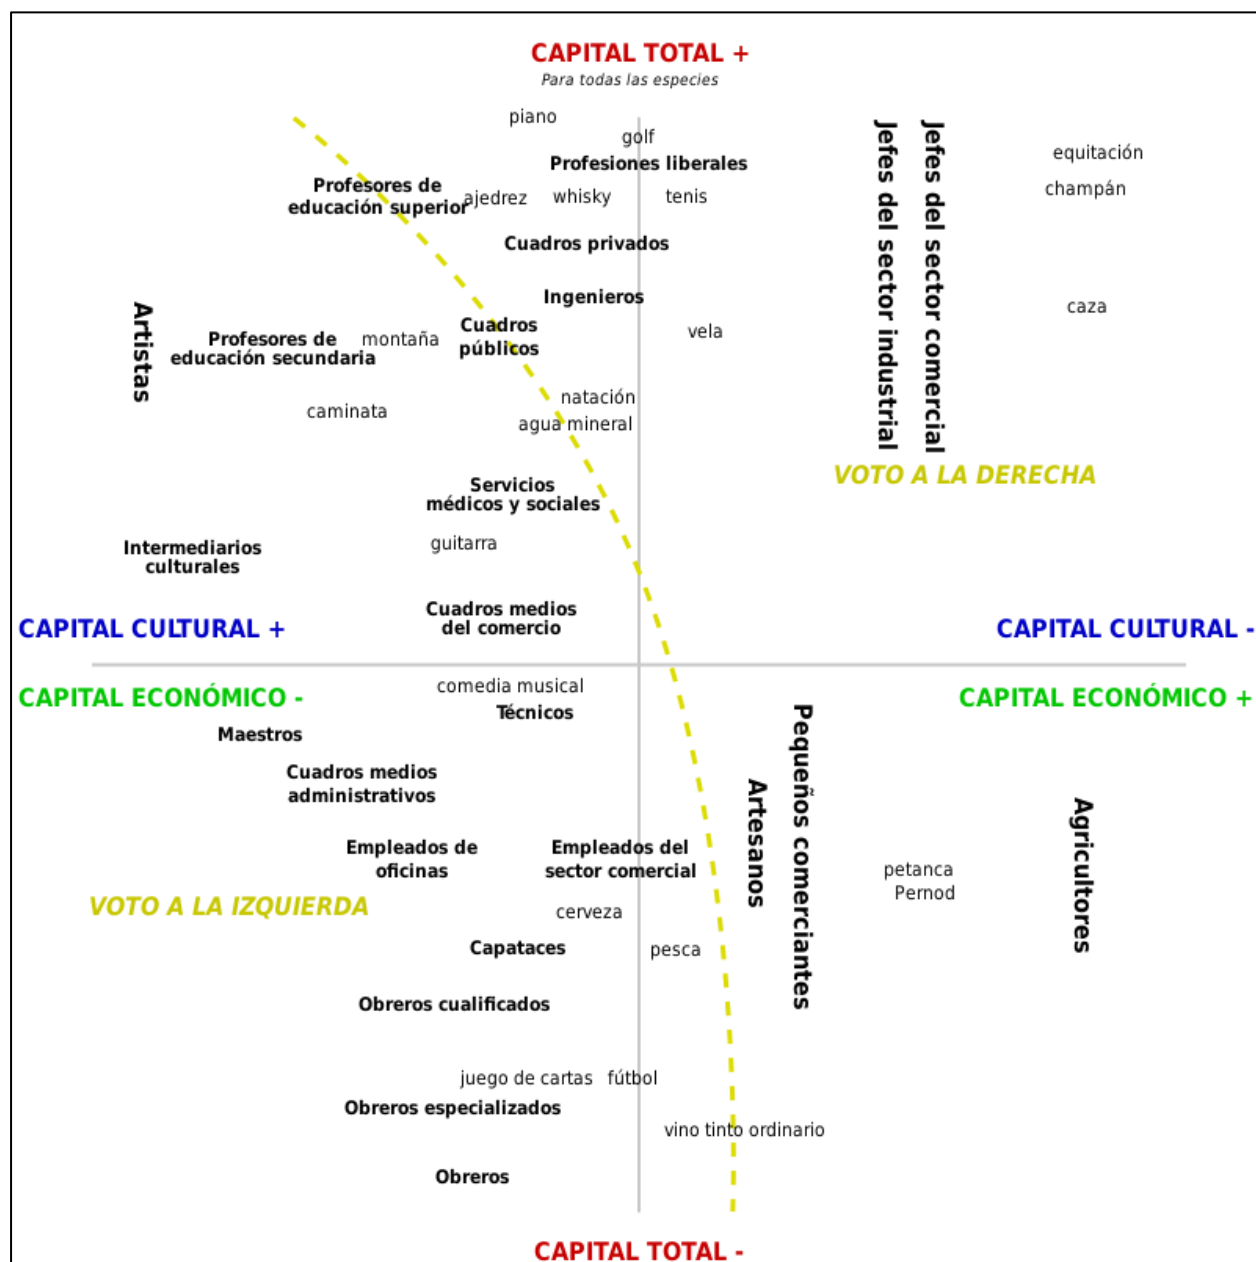 CAPITAL TOTAL +
Para todas las especies
piano
golf
Profesiones liberales
Profesores de
educación superior
ajedrez
whisky
tenis
Jefes del sector industrial
Jefes del sector comercial
equitación
champán
Cuadros privados
Ingenieros
Artistas
Profesores de
educación secundaria
montaña
Cuadros
públicos
vela
caza
caminata
natación
agua mineral
VOTO A LA DERECHA
Servicios
médicos y sociales
guitarra
Intermediarios
culturales
Cuadros medios
del comercio
CAPITAL CULTURAL +
CAPITAL CULTURAL -
CAPITAL ECONÓMICO -
CAPITAL ECONÓMICO +
comedia musical
Técnicos
Maestros
Cuadros medios
administrativos
Artesanos
Pequeños comerciantes
Agricultores
Empleados de
oficinas
Empleados del
sector comercial
petanca
Pernod
VOTO A LA IZQUIERDA
cerveza
Capataces
pesca
Obreros cualificados
juego de cartas
fútbol
Obreros especializados
vino tinto ordinario
Obreros
CAPITAL TOTAL -